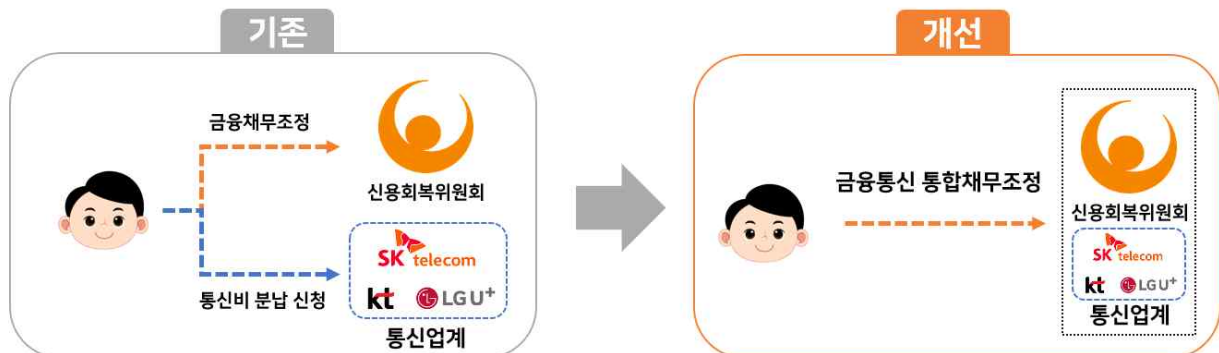 기존
금융채무조정
신용회복위원회
SK telecom
kt LG U+
통신비 분납 신청
통신업계
개선
금융통신 통합채무조정
신용회복위원회
SK telecom
kt LG U+
통신업계